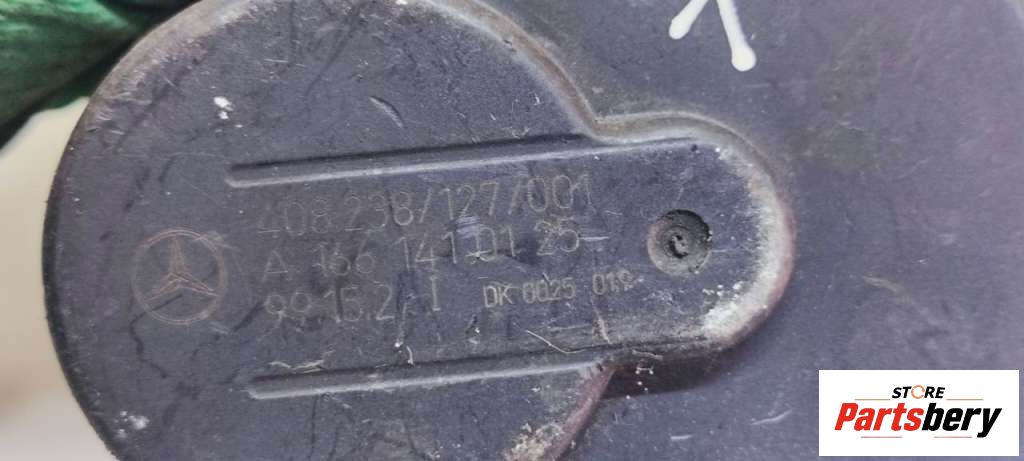 408.238/127/001
A 166 141 01 25
99 15.2
DK 0025 019
STORE
Partsbery